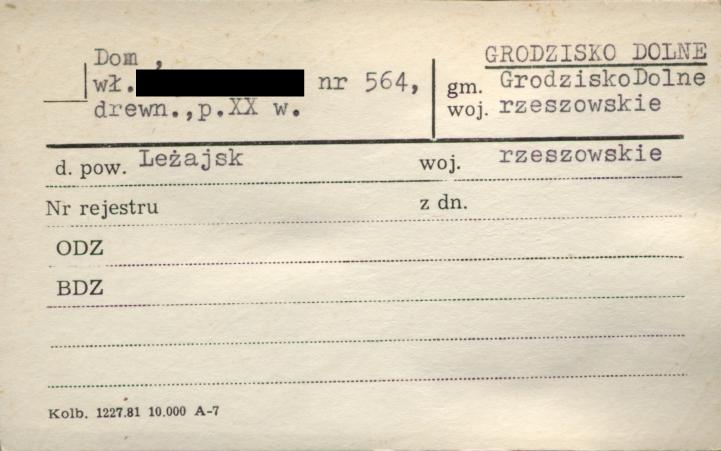 Dom ,
wł. nr 564,
drewn.,p.XX w.
GRODZISKO DOLNE
gm. GrodziskoDolne
woj. rzeszowskie
d. pow. Leżajsk woj. rzeszowskie
Nr rejestru z dn.
ODZ
BDZ
Kolb. 1227.81 10.000 A-7